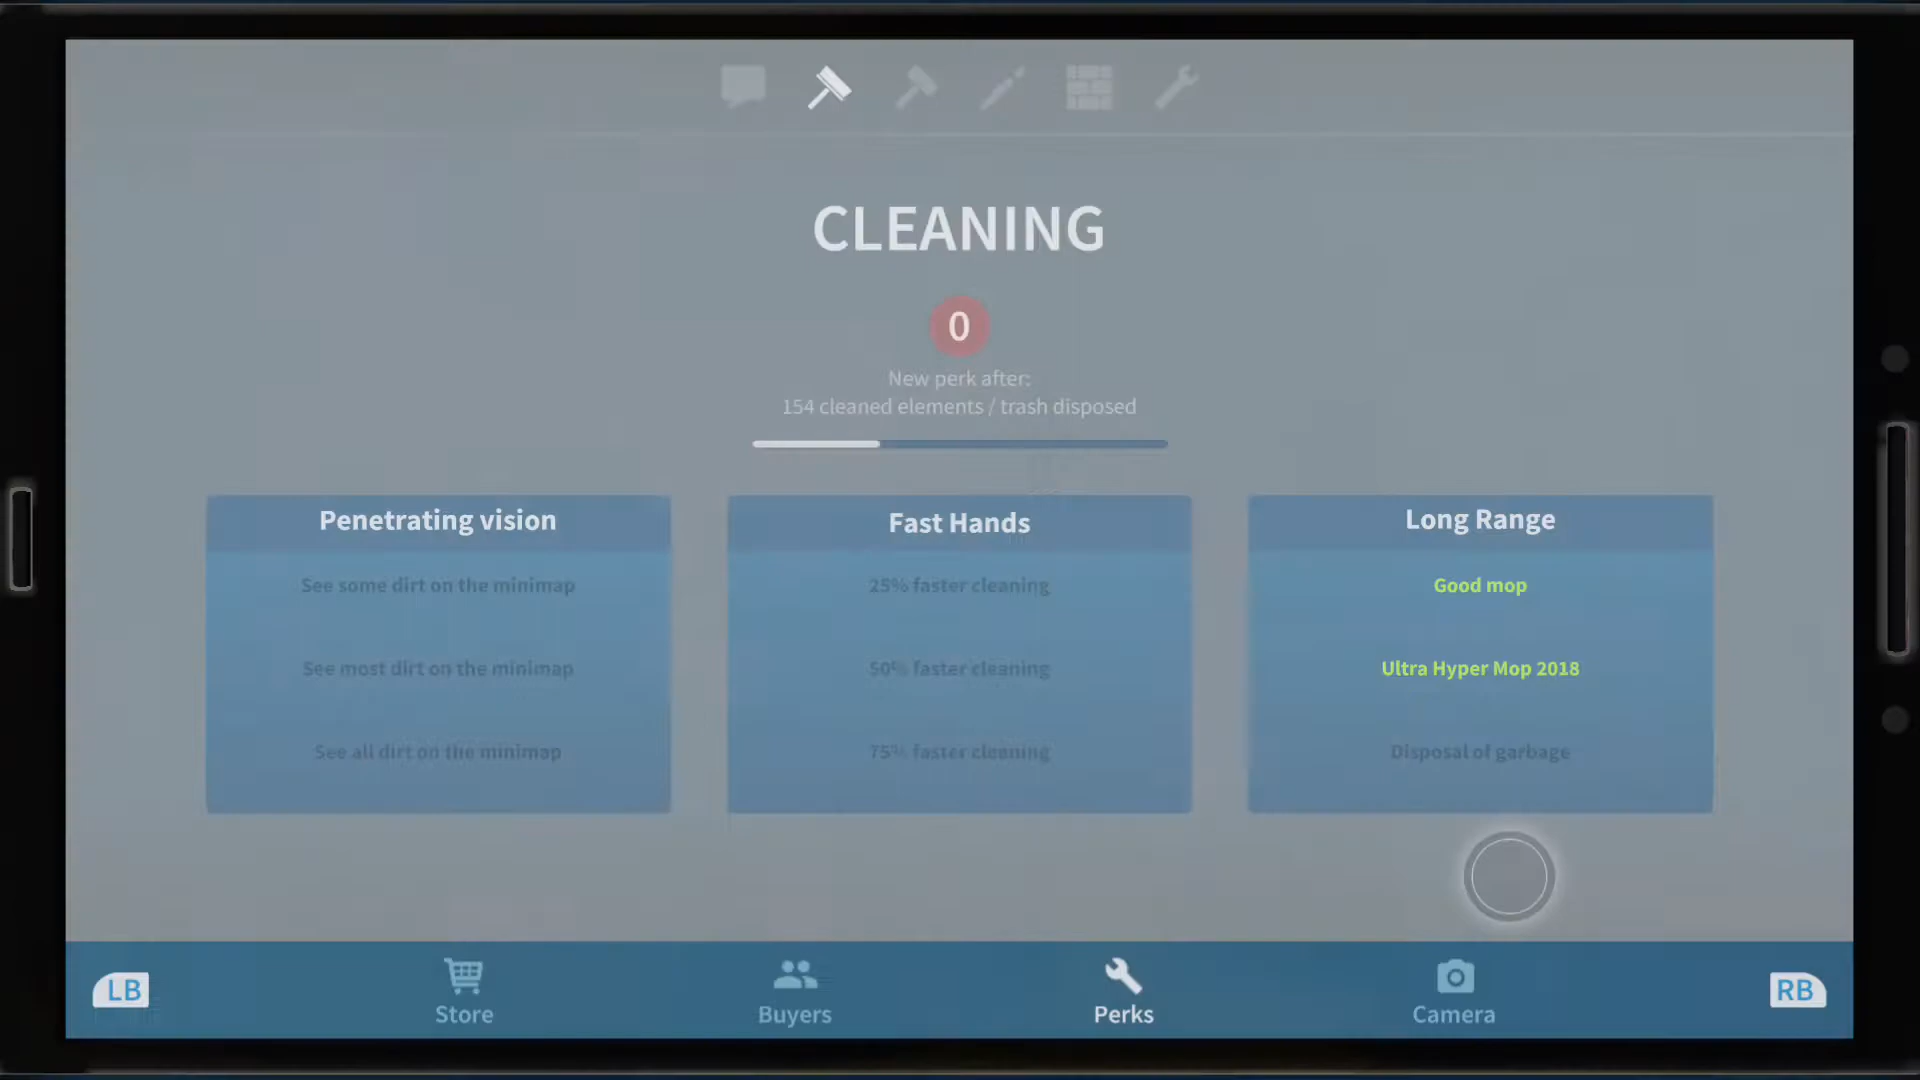 CLEANING
0
New perk after:
154 cleaned elements / trash disposed
Penetrating vision
See some dirt on the minimap
See most dirt on the minimap
See all dirt on the minimap
Fast Hands
25% faster cleaning
50% faster cleaning
75% faster cleaning
Long Range
Good mop
Ultra Hyper Mop 2018
Disposal of garbage
LB
Store
Buyers
Perks
Camera
RB